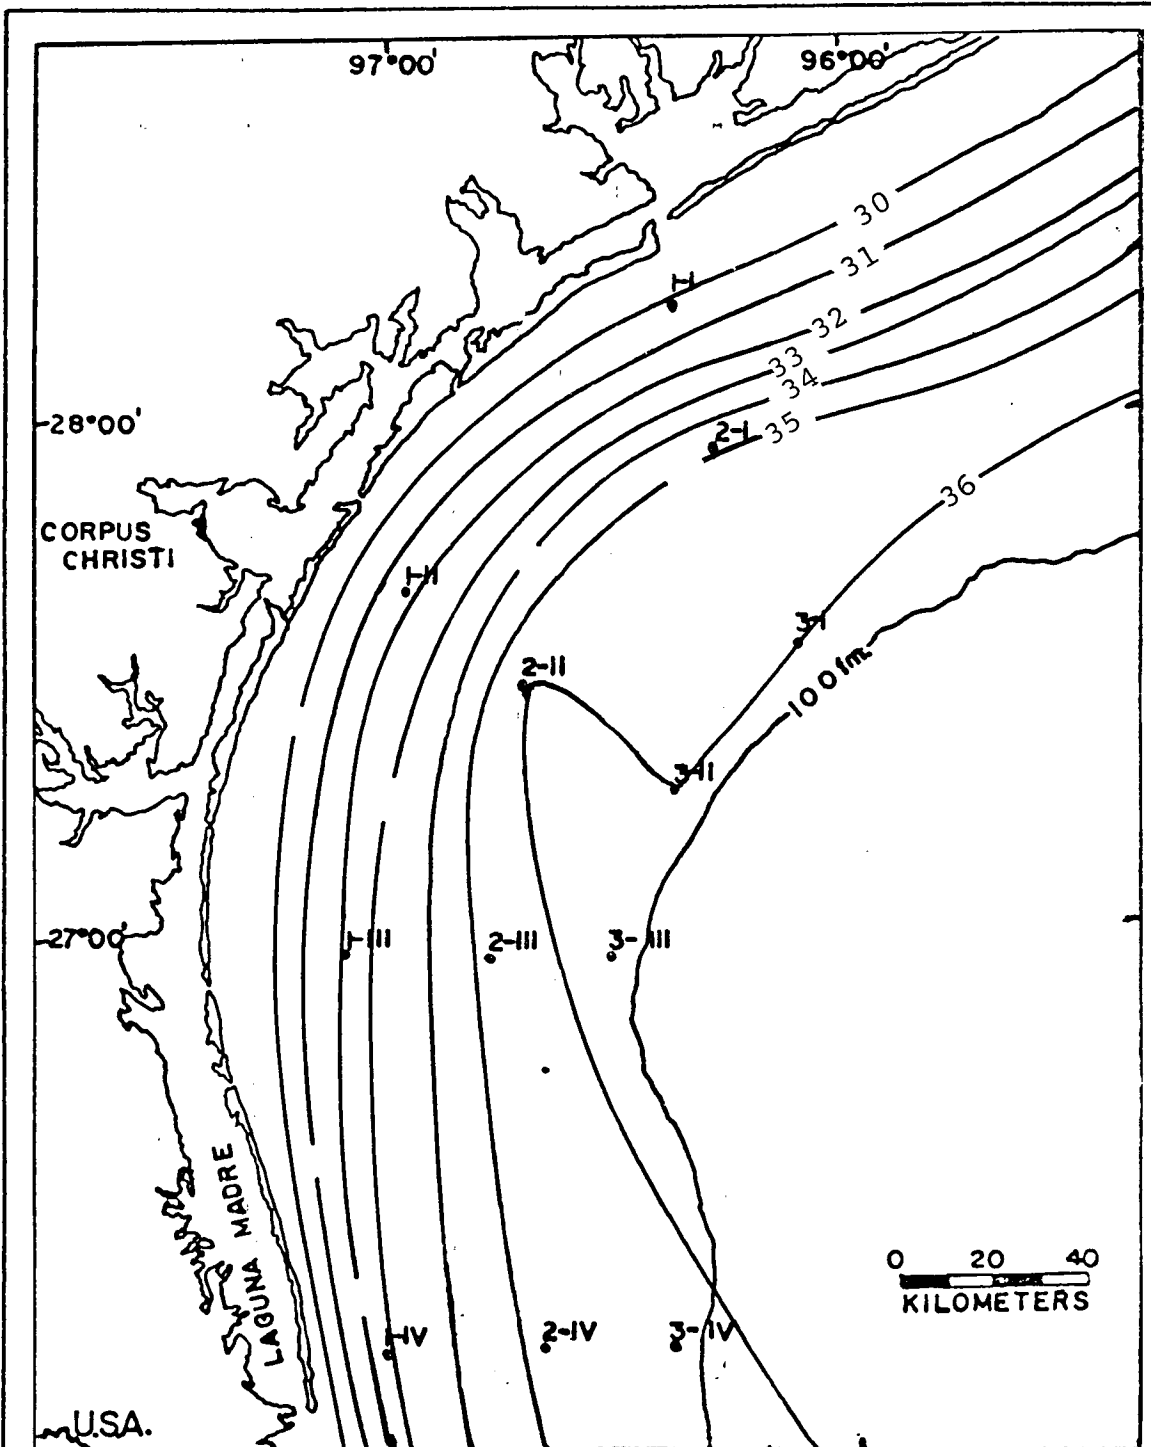 97°00'
96°00'
30
1-I
31
32
33
34
28°00'
2-I
35
36
CORPUS
CHRISTI
1-II
3-I
100fm.
2-II
3-II
27°00'
1-III
2-III
3-III
LAGUNA MADRE
0 20 40
KILOMETERS
1-IV
2-IV
3-IV
U.S.A.